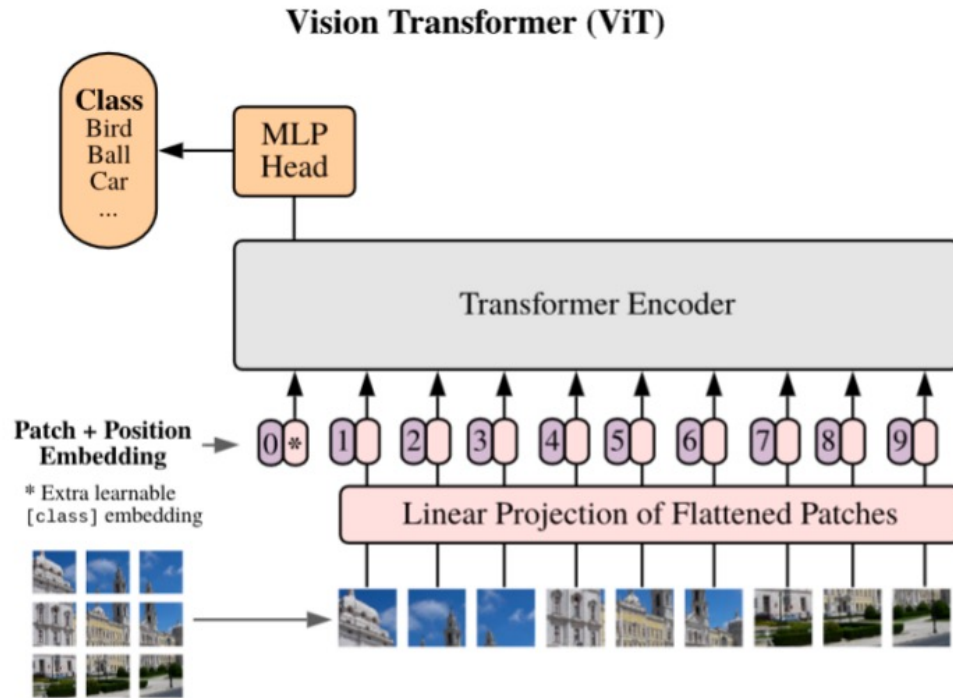 Vision Transformer (ViT)
Class
Bird
Ball
Car
...
MLP
Head
Transformer Encoder
Patch + Position
Embedding
0 * 1 2 3 4 5 6 7 8 9
* Extra learnable
[class] embedding
Linear Projection of Flattened Patches